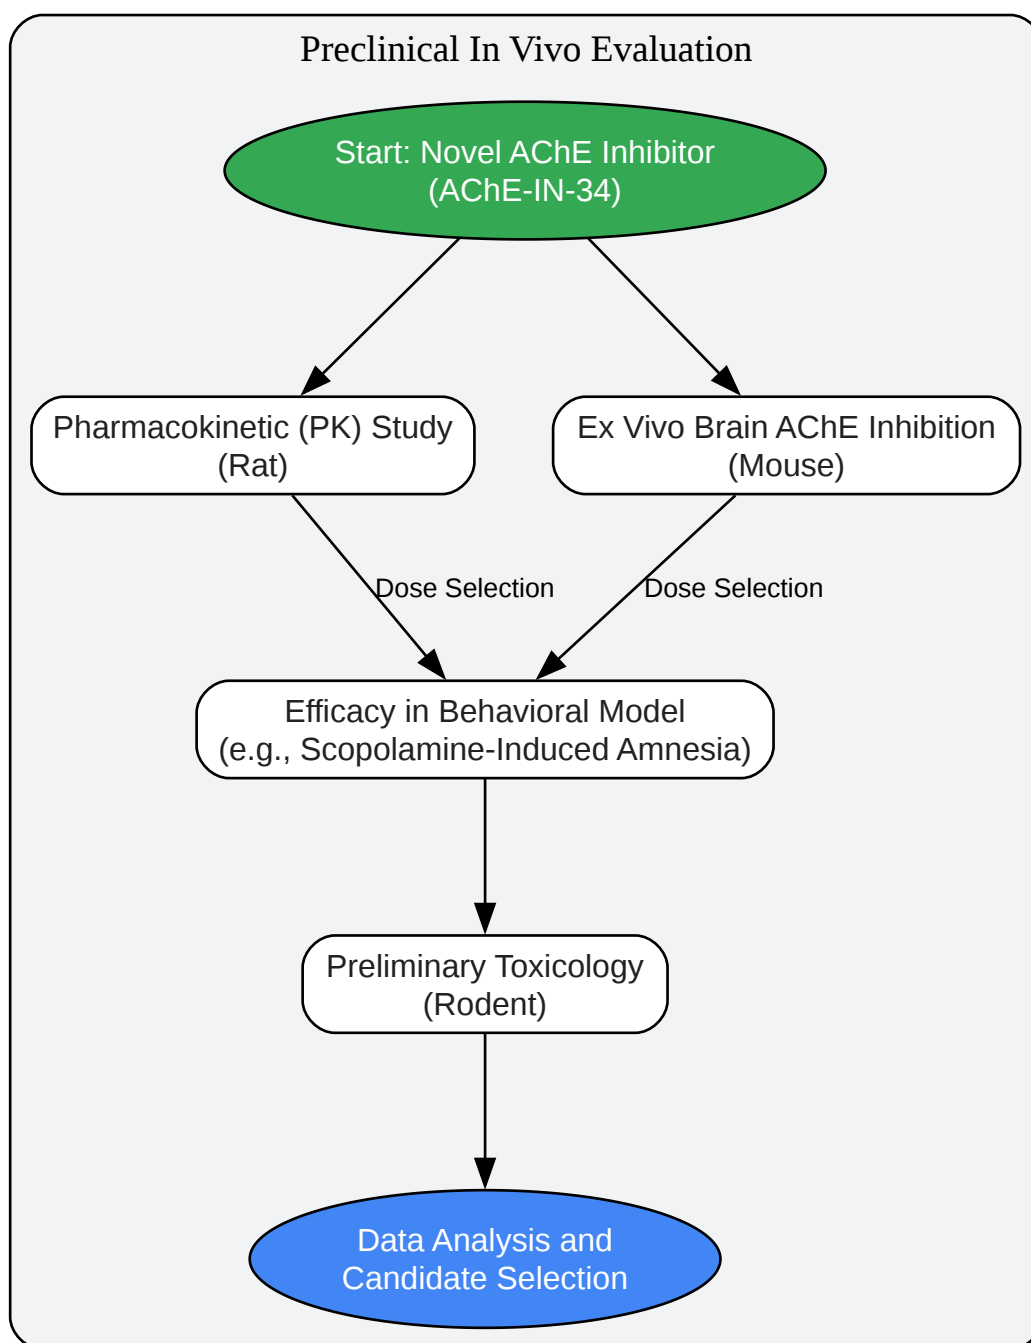 Preclinical In Vivo Evaluation
Start: Novel AChE Inhibitor
(AChE-IN-34)
Pharmacokinetic (PK) Study
(Rat)
Ex Vivo Brain AChE Inhibition
(Mouse)
Dose Selection
Dose Selection
Efficacy in Behavioral Model
(e.g., Scopolamine-Induced Amnesia)
Preliminary Toxicology
(Rodent)
Data Analysis and
Candidate Selection